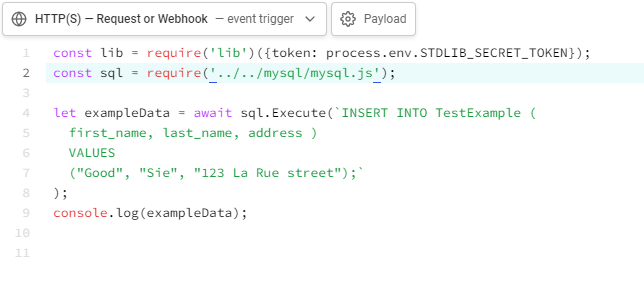 HTTP(S) — Request or Webhook — event trigger Payload
1 const lib = require('lib')({token: process.env.STDLIB_SECRET_TOKEN});
2 const sql = require('../../mysql/mysql.js');
3
4 let exampleData = await sql.Execute(`INSERT INTO TestExample (
5 first_name, last_name, address )
6 VALUES
7 ("Good", "Sie", "123 La Rue street");`
8 );
9 console.log(exampleData);
10
11